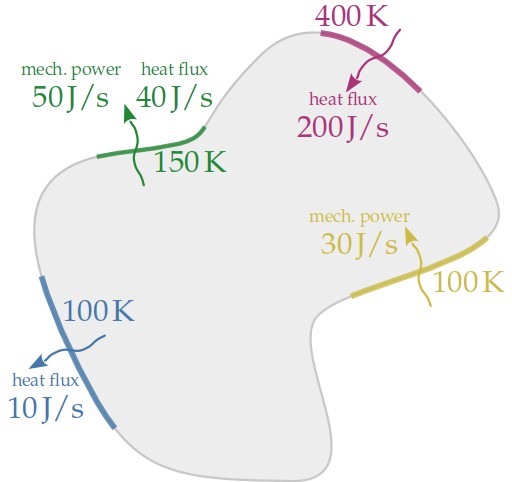 400 K
heat flux
200 J/s
mech. power heat flux
50 J/s 40 J/s
150 K
mech. power
30 J/s
100 K
100 K
heat flux
10 J/s